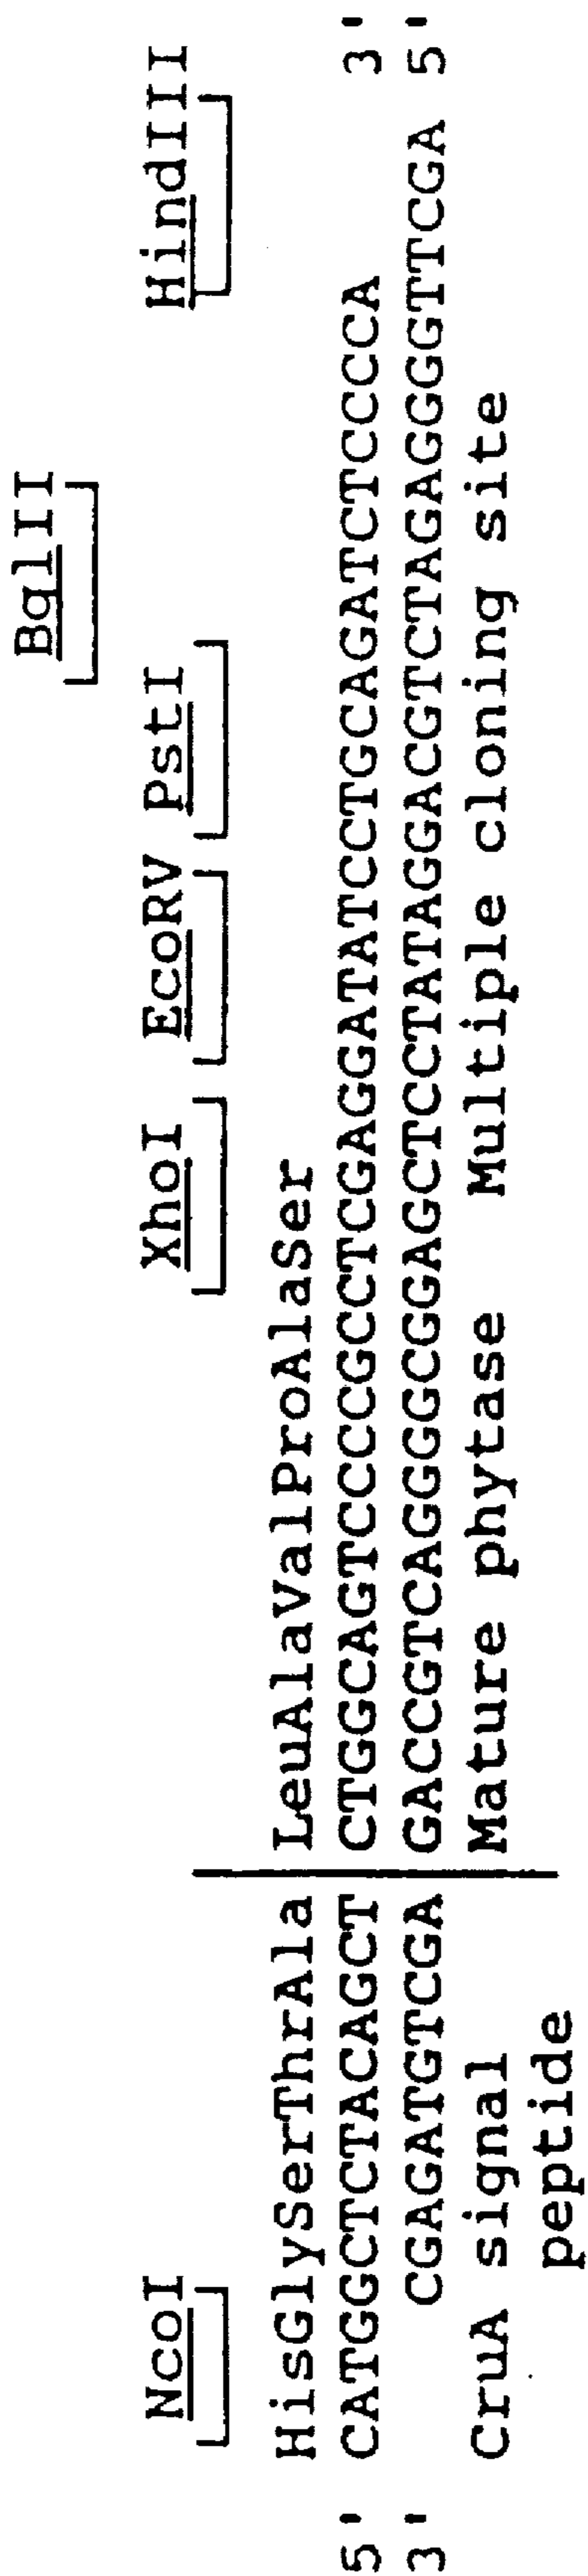 BglII
NcoI XhoI EcoRV PstI HindIII
HisGlySerThrAla LeuAlaValProAlaSer
5' CATGGCTCTACAGCT CTGGCAGTCCCCGCCTCGAGGATATCCTGCAGATCTCCCCA 3'
3' CGAGATGTCGA GACCGTCAGGGGCGGAGCTCCTATAGGACGTCTAGAGGGGTTCGA 5'
CruA signal Mature phytase Multiple cloning site
peptide